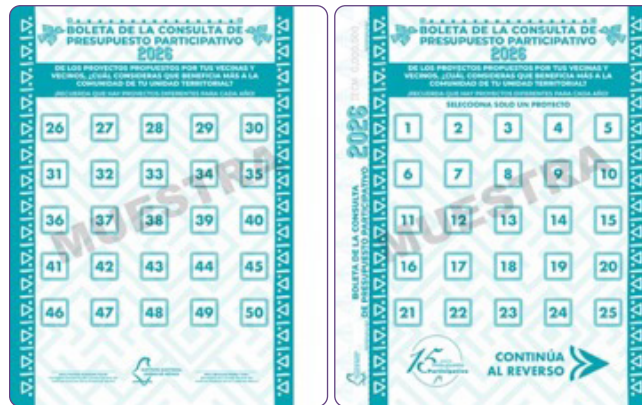 BOLETA DE LA CONSULTA DE
PRESUPUESTO PARTICIPATIVO
2026
DE LOS PROYECTOS PROPUESTOS POR TUS VECINAS Y
VECINOS, ¿CUÁL CONSIDERAS QUE BENEFICIA MÁS A LA
COMUNIDAD DE TU UNIDAD TERRITORIAL?
¡RECUERDA QUE HAY PROYECTOS DIFERENTES PARA CADA AÑO!
26 27 28 29 30
31 32 33 34 35
36 37 38 39 40
41 42 43 44 45
46 47 48 49 50
MUESTRA
BOLETA DE LA CONSULTA
DE PRESUPUESTO PARTICIPATIVO
2026
BOLETA DE LA CONSULTA DE
PRESUPUESTO PARTICIPATIVO
2026
DE LOS PROYECTOS PROPUESTOS POR TUS VECINAS Y
VECINOS, ¿CUÁL CONSIDERAS QUE BENEFICIA MÁS A LA
COMUNIDAD DE TU UNIDAD TERRITORIAL?
¡RECUERDA QUE HAY PROYECTOS DIFERENTES PARA CADA AÑO!
SELECCIONA SOLO UN PROYECTO
1 2 3 4 5
6 7 8 9 10
11 12 13 14 15
16 17 18 19 20
21 22 23 24 25
MUESTRA
15
Participativo
CONTINÚA
AL REVERSO